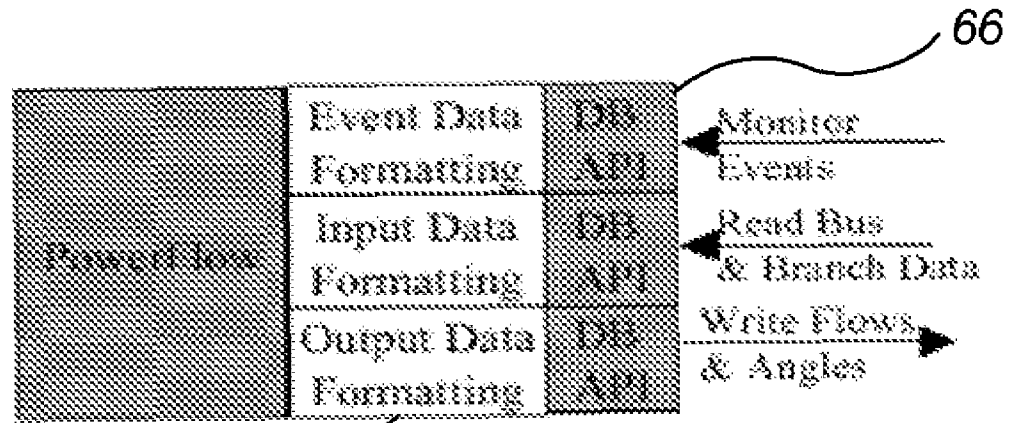 66
PowerFlow
Event Data
Formatting
DB
API
Monitor
Events
Input Data
Formatting
DB
API
Read Bus
& Branch Data
Output Data
Formatting
DB
API
Write Flows
& Angles